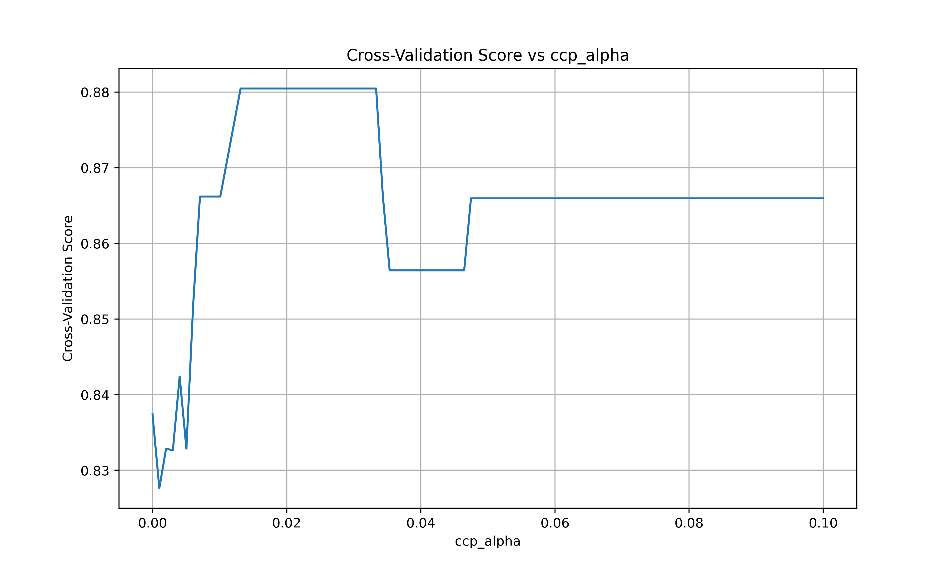 Cross-Validation Score vs ccp_alpha
0.88
0.87
0.86
0.85
0.84
0.83
Cross-Validation Score
0.00 0.02 0.04 0.06 0.08 0.10
ccp_alpha